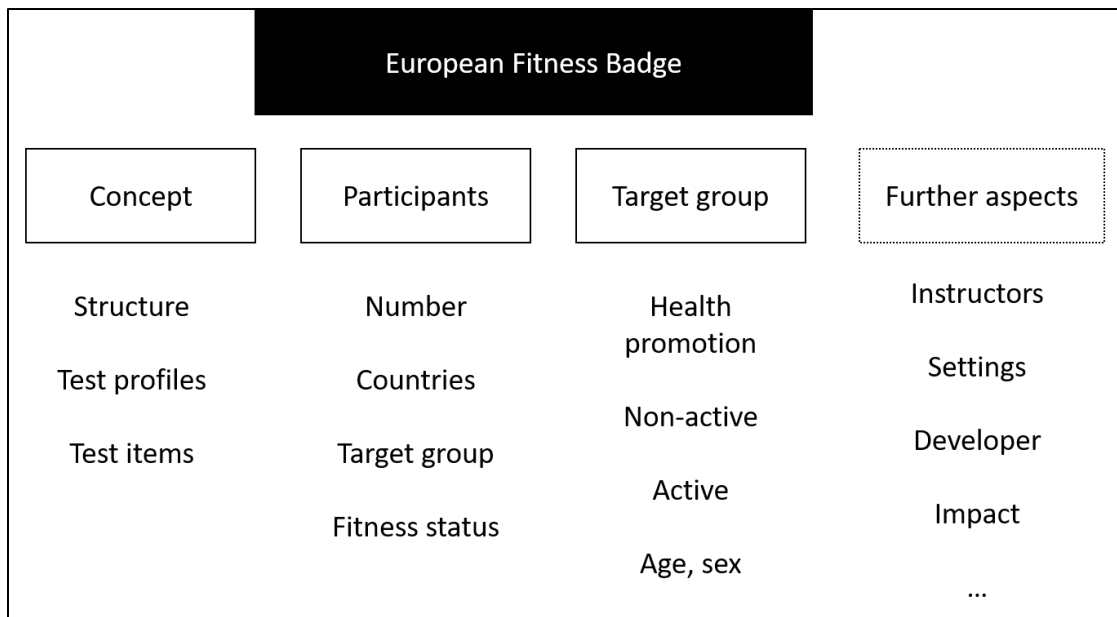 European Fitness Badge
Concept
Participants
Target group
Further aspects
Structure
Test profiles
Test items
Number
Countries
Target group
Fitness status
Health
promotion
Non-active
Active
Age, sex
Instructors
Settings
Developer
Impact
...